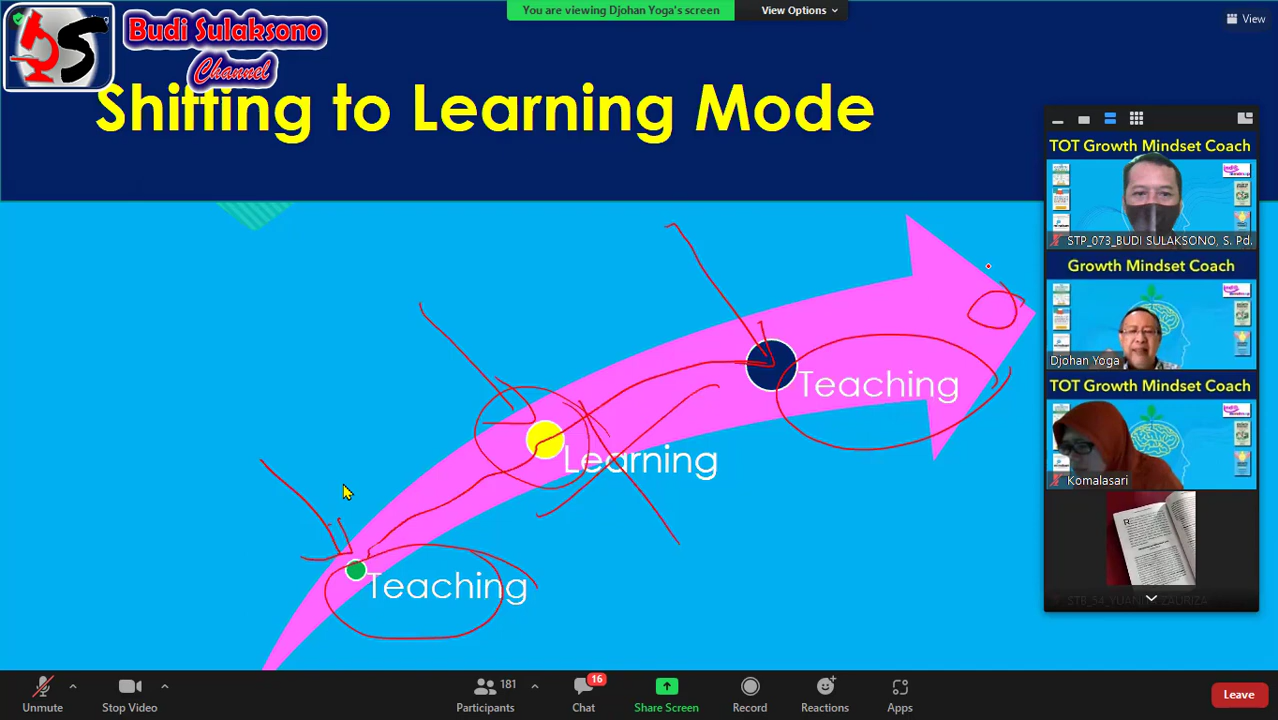 You are viewing Djohan Yoga's screen
View Options
View
Budi Sulaksono
Channel
Shifting to Learning Mode
TOT Growth Mindset Coach
STP_073_BUDI SULAKSONO, S. Pd.
Growth Mindset Coach
Djohan Yoga
TOT Growth Mindset Coach
Komalasari
Teaching
Learning
Teaching
Unmute
Stop Video
181
Participants
16
Chat
Share Screen
Record
Reactions
Apps
Leave